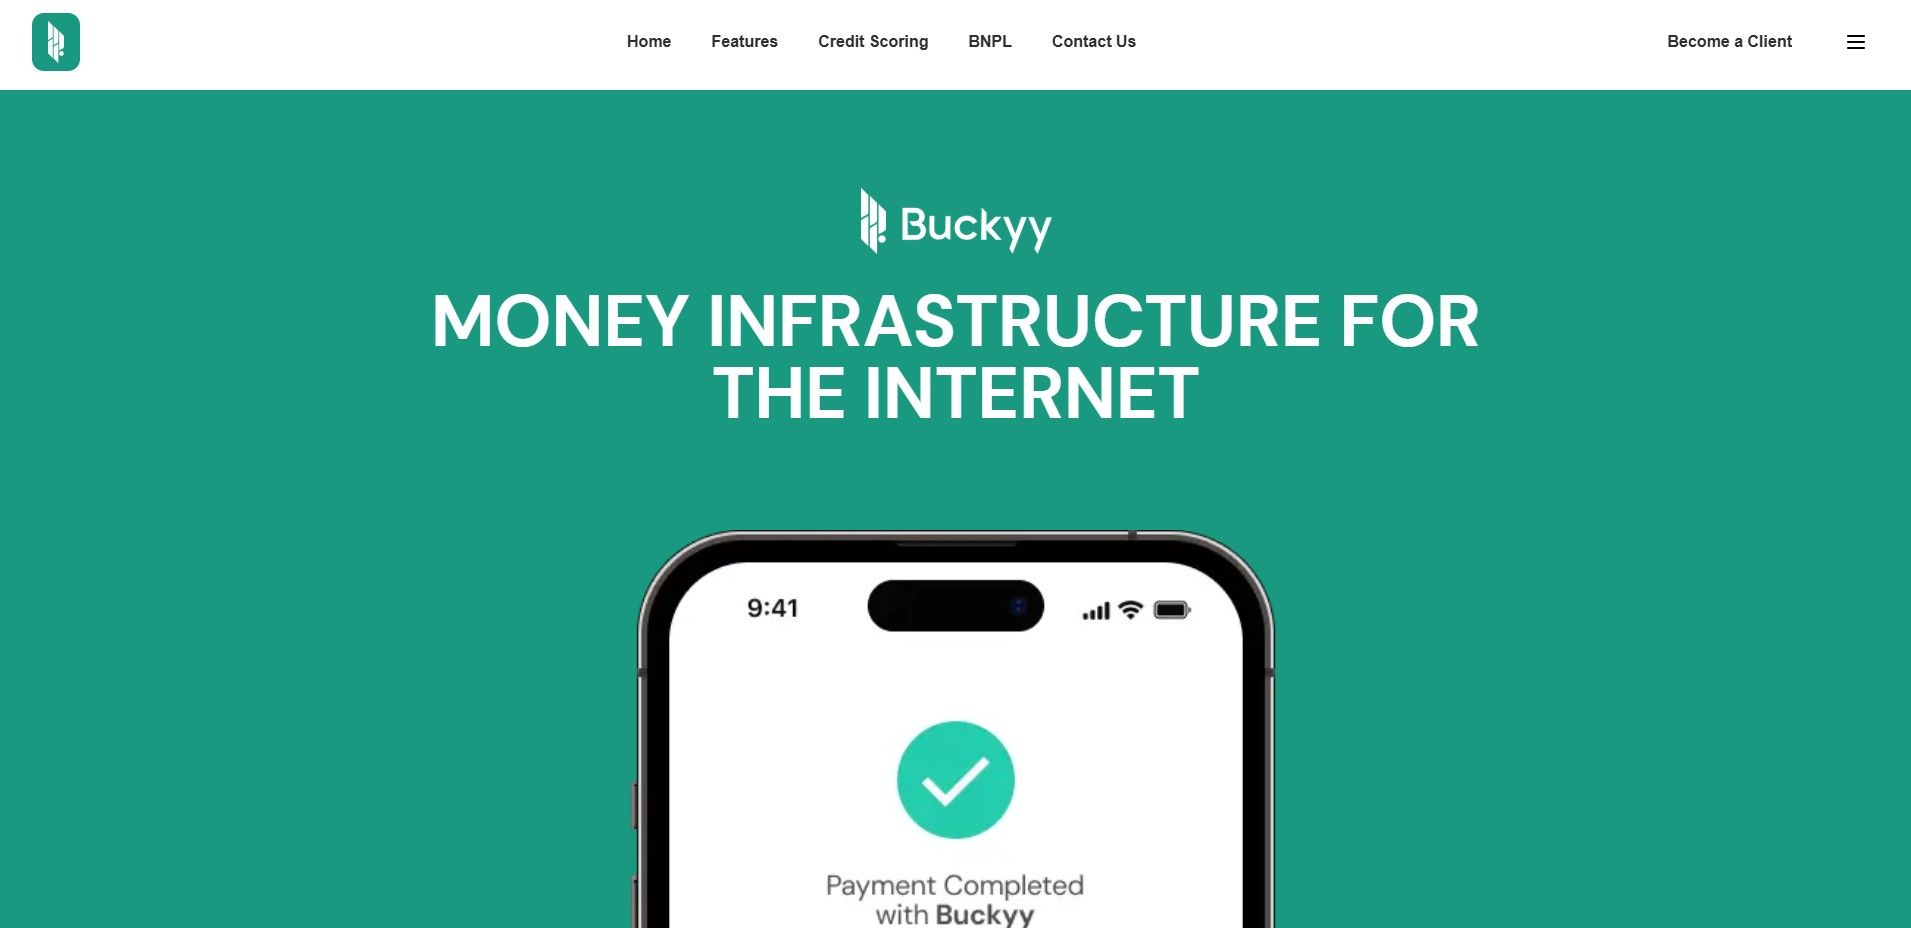 Home
Features
Credit Scoring
BNPL
Contact Us
Become a Client
Buckyy
MONEY INFRASTRUCTURE FOR
THE INTERNET
9:41
Payment Completed
with Buckyy